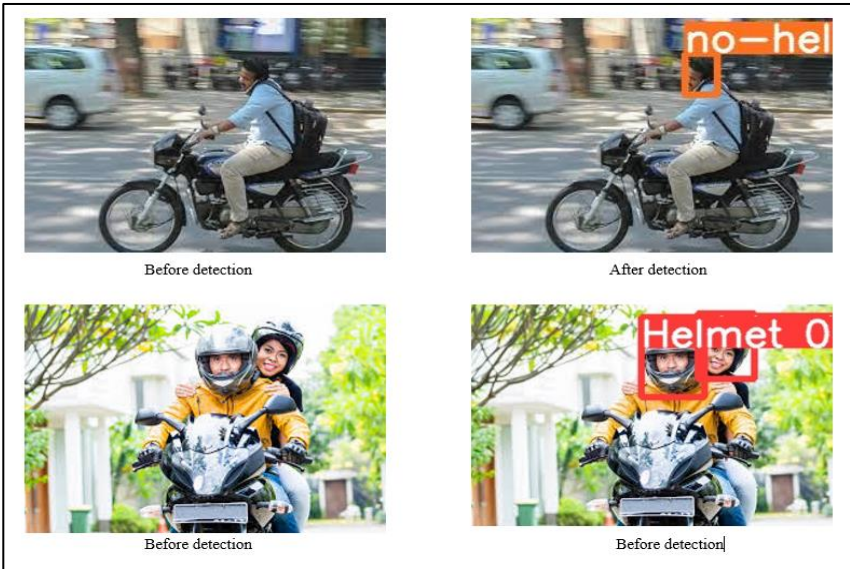 no-hel
Before detection
After detection
Helmet 0
Before detection
Before detection